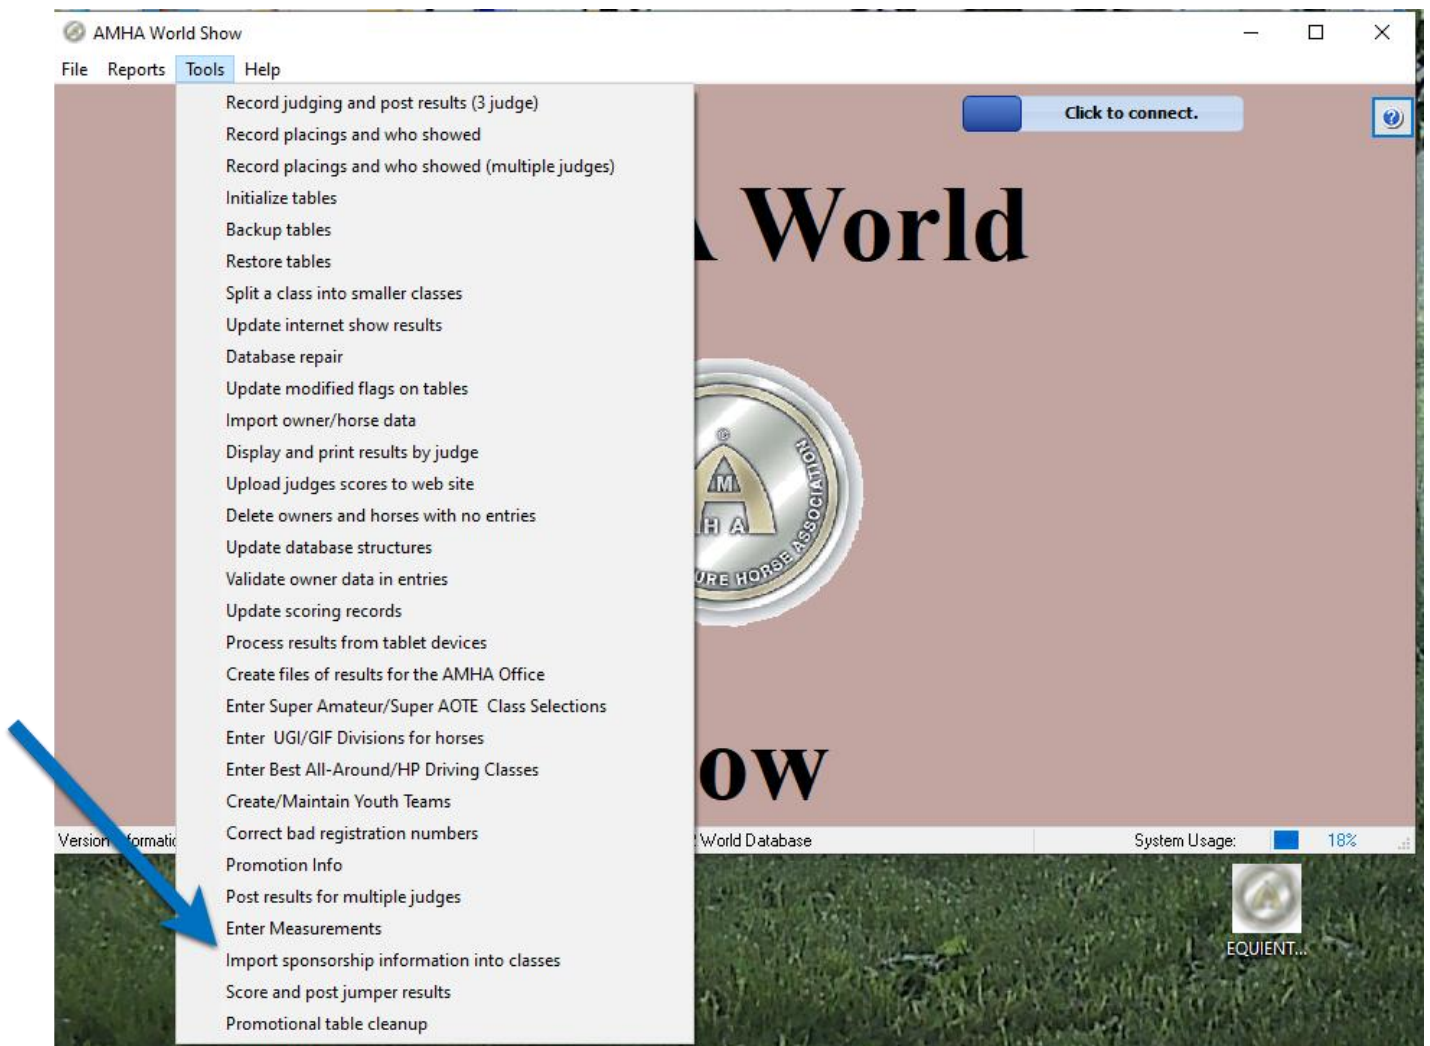 AMHA World Show
File Reports Tools Help
Record judging and post results (3 judge)
Click to connect.
Record placings and who showed
Record placings and who showed (multiple judges)
Initialize tables
World
Backup tables
Restore tables
Split a class into smaller classes
Update internet show results
Database repair
Update modified flags on tables
Import owner/horse data
Display and print results by judge
Upload judges scores to web site
Delete owners and horses with no entries
Update database structures
Validate owner data in entries
Update scoring records
Process results from tablet devices
Create files of results for the AMHA Office
Enter Super Amateur/Super AOTE Class Selections
Enter UGI/GIF Divisions for horses
Enter Best All-Around/HP Driving Classes
ow
Create/Maintain Youth Teams
Correct bad registration numbers
World Database
System Usage: 18%
Promotion Info
Post results for multiple judges
Enter Measurements
EQUIENT...
Import sponsorship information into classes
Score and post jumper results
Promotional table cleanup
A
M
H A
URE HORSE ASSOCIATION